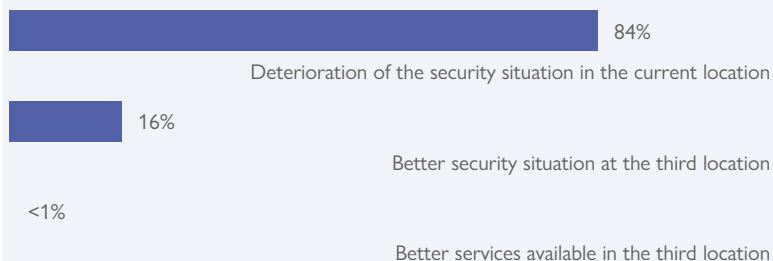 84%
Deterioration of the security situation in the current location
16%
Better security situation at the third location
<1%
Better services available in the third location